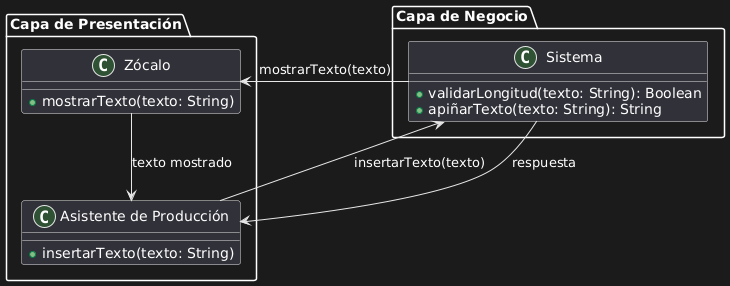 Capa de Presentación
Capa de Negocio
C Zócalo
mostrarTexto(texto: String)
C Sistema
validarLongitud(texto: String): Boolean
apiñarTexto(texto: String): String
mostrarTexto(texto)
texto mostrado
insertarTexto(texto)
respuesta
C Asistente de Producción
insertarTexto(texto: String)